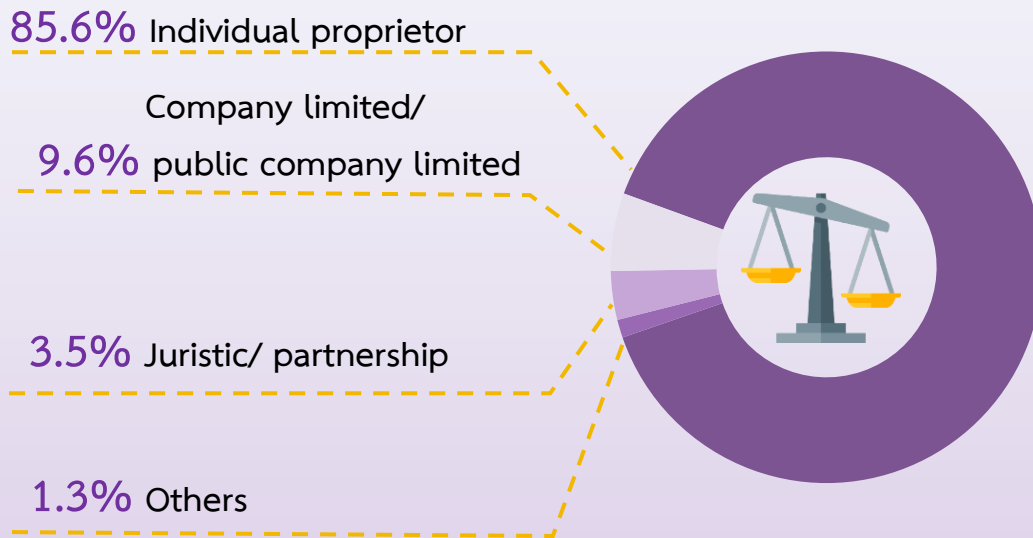 85.6% Individual proprietor
Company limited/
9.6% public company limited
3.5% Juristic/ partnership
1.3% Others